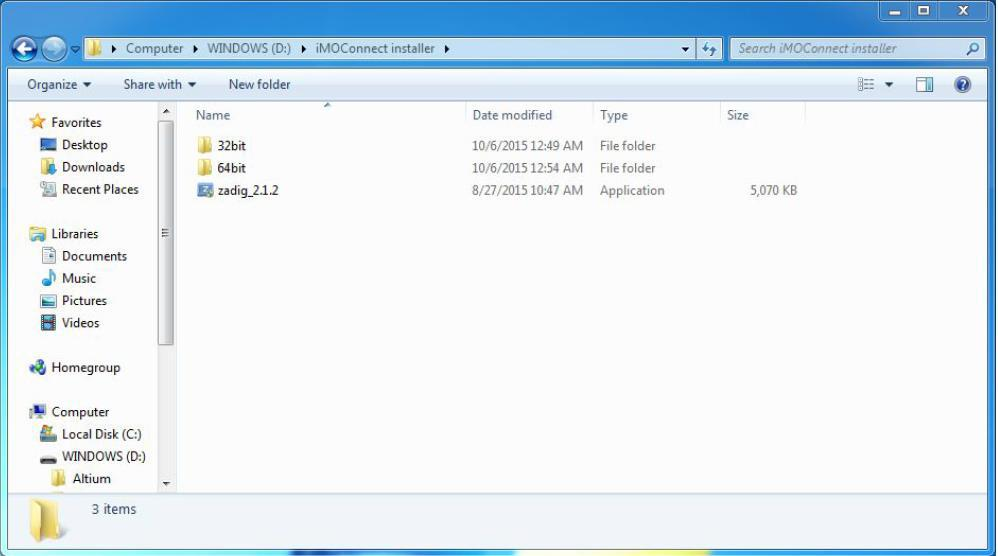 Computer WINDOWS (D:) iMOConnect installer Search iMOConnect installer
Organize Share with New folder
Name Date modified Type Size
Favorites
Desktop
Downloads
Recent Places
Libraries
Documents
Music
Pictures
Videos
Homegroup
Computer
Local Disk (C:)
WINDOWS (D:)
Altium
32bit 10/6/2015 12:49 AM File folder
64bit 10/6/2015 12:54 AM File folder
zadig_2.1.2 8/27/2015 10:47 AM Application 5,070 KB
3 items